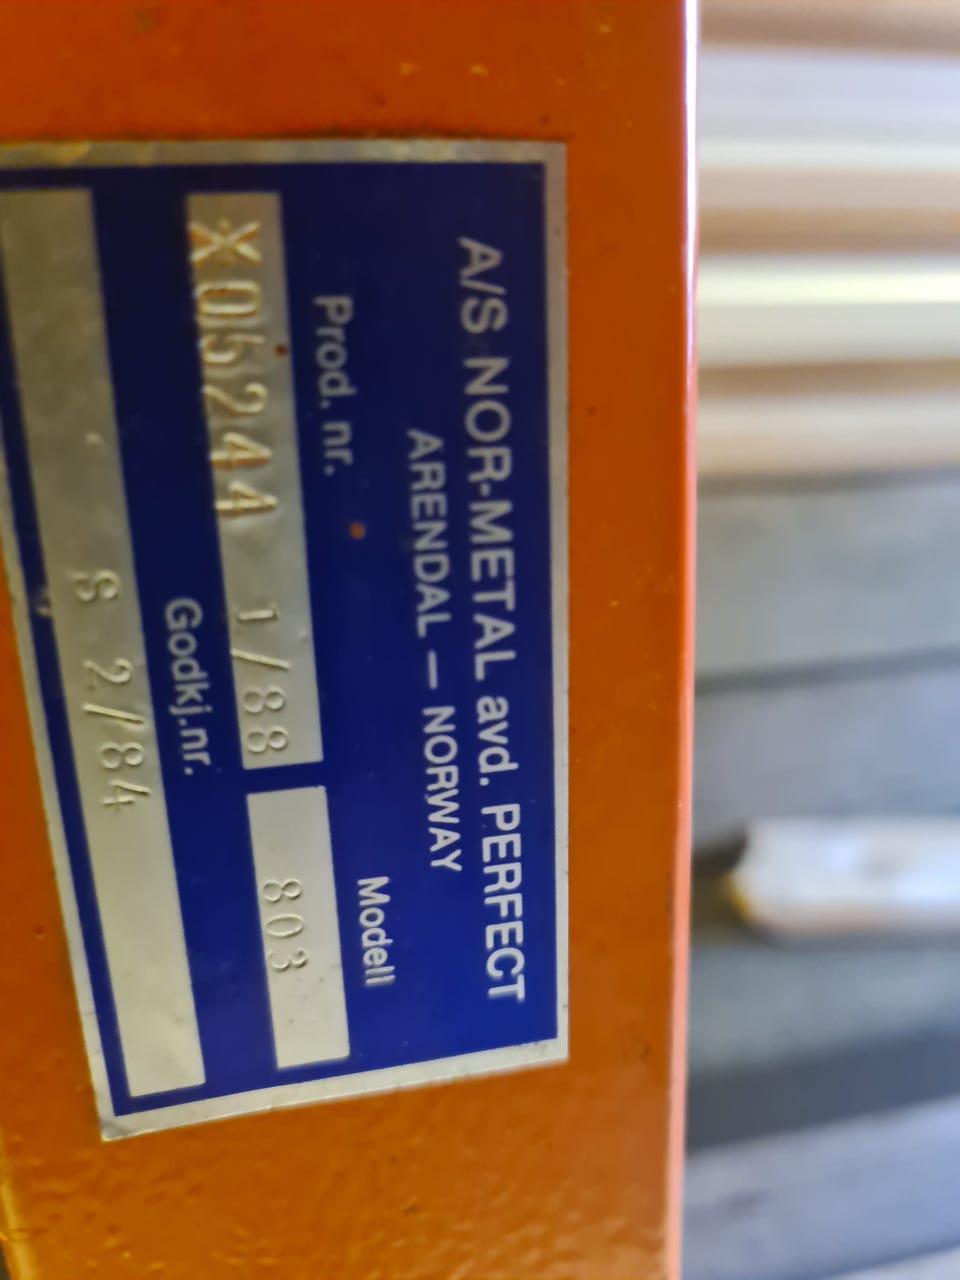 A/S NOR-METAL avd. PERFECT
ARENDAL — NORWAY
Prod. nr. Modell
X05244 1/88 803
Godkj.nr.
S 2/84